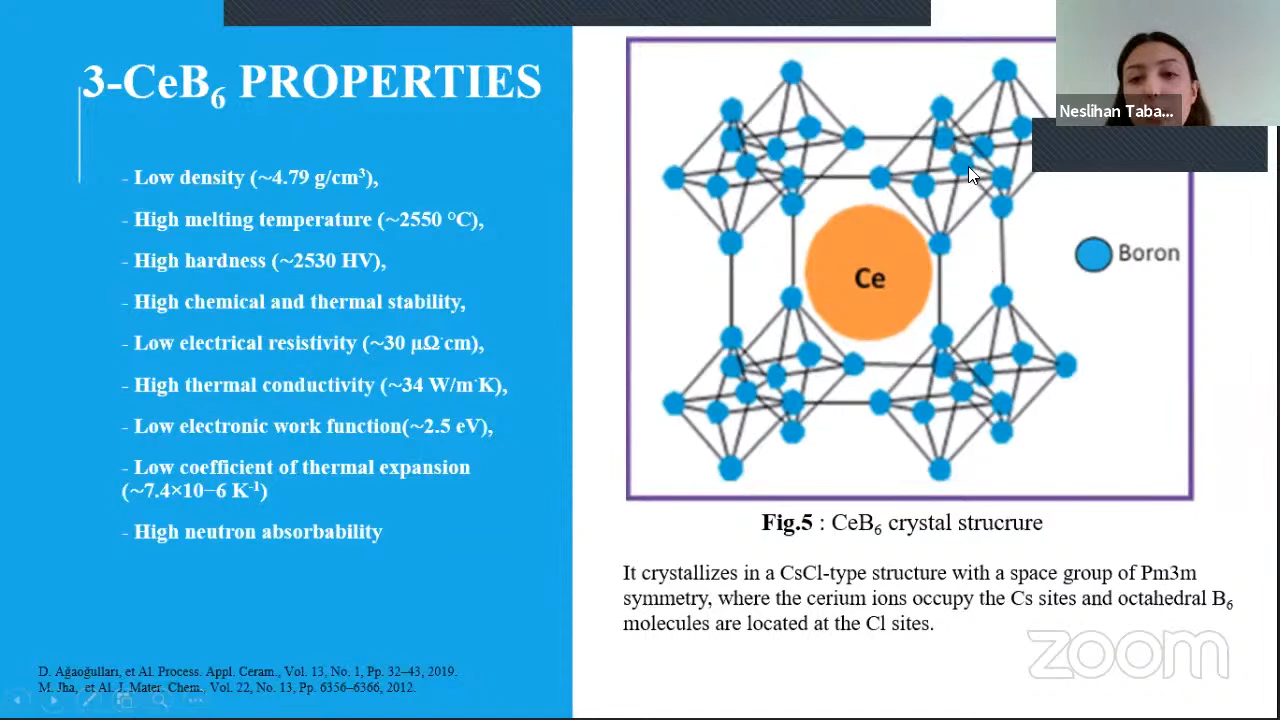 3-CeB₆ PROPERTIES
- Low density (~4.79 g/cm³),
- High melting temperature (~2550 °C),
- High hardness (~2530 HV),
- High chemical and thermal stability,
- Low electrical resistivity (~30 μΩ·cm),
- High thermal conductivity (~34 W/m·K),
- Low electronic work function(~2.5 eV),
- Low coefficient of thermal expansion
(~7.4×10−6 K⁻¹)
- High neutron absorbability
D. Ağaoğulları, et Al. Process. Appl. Ceram., Vol. 13, No. 1, Pp. 32–43, 2019.
M. Jha, et Al. J. Mater. Chem., Vol. 22, No. 13, Pp. 6356–6366, 2012.
Neslihan Taba...
Ce
Boron
Fig.5 : CeB₆ crystal strucrure
It crystallizes in a CsCl-type structure with a space group of Pm3m
symmetry, where the cerium ions occupy the Cs sites and octahedral B₆
molecules are located at the Cl sites.
zoom